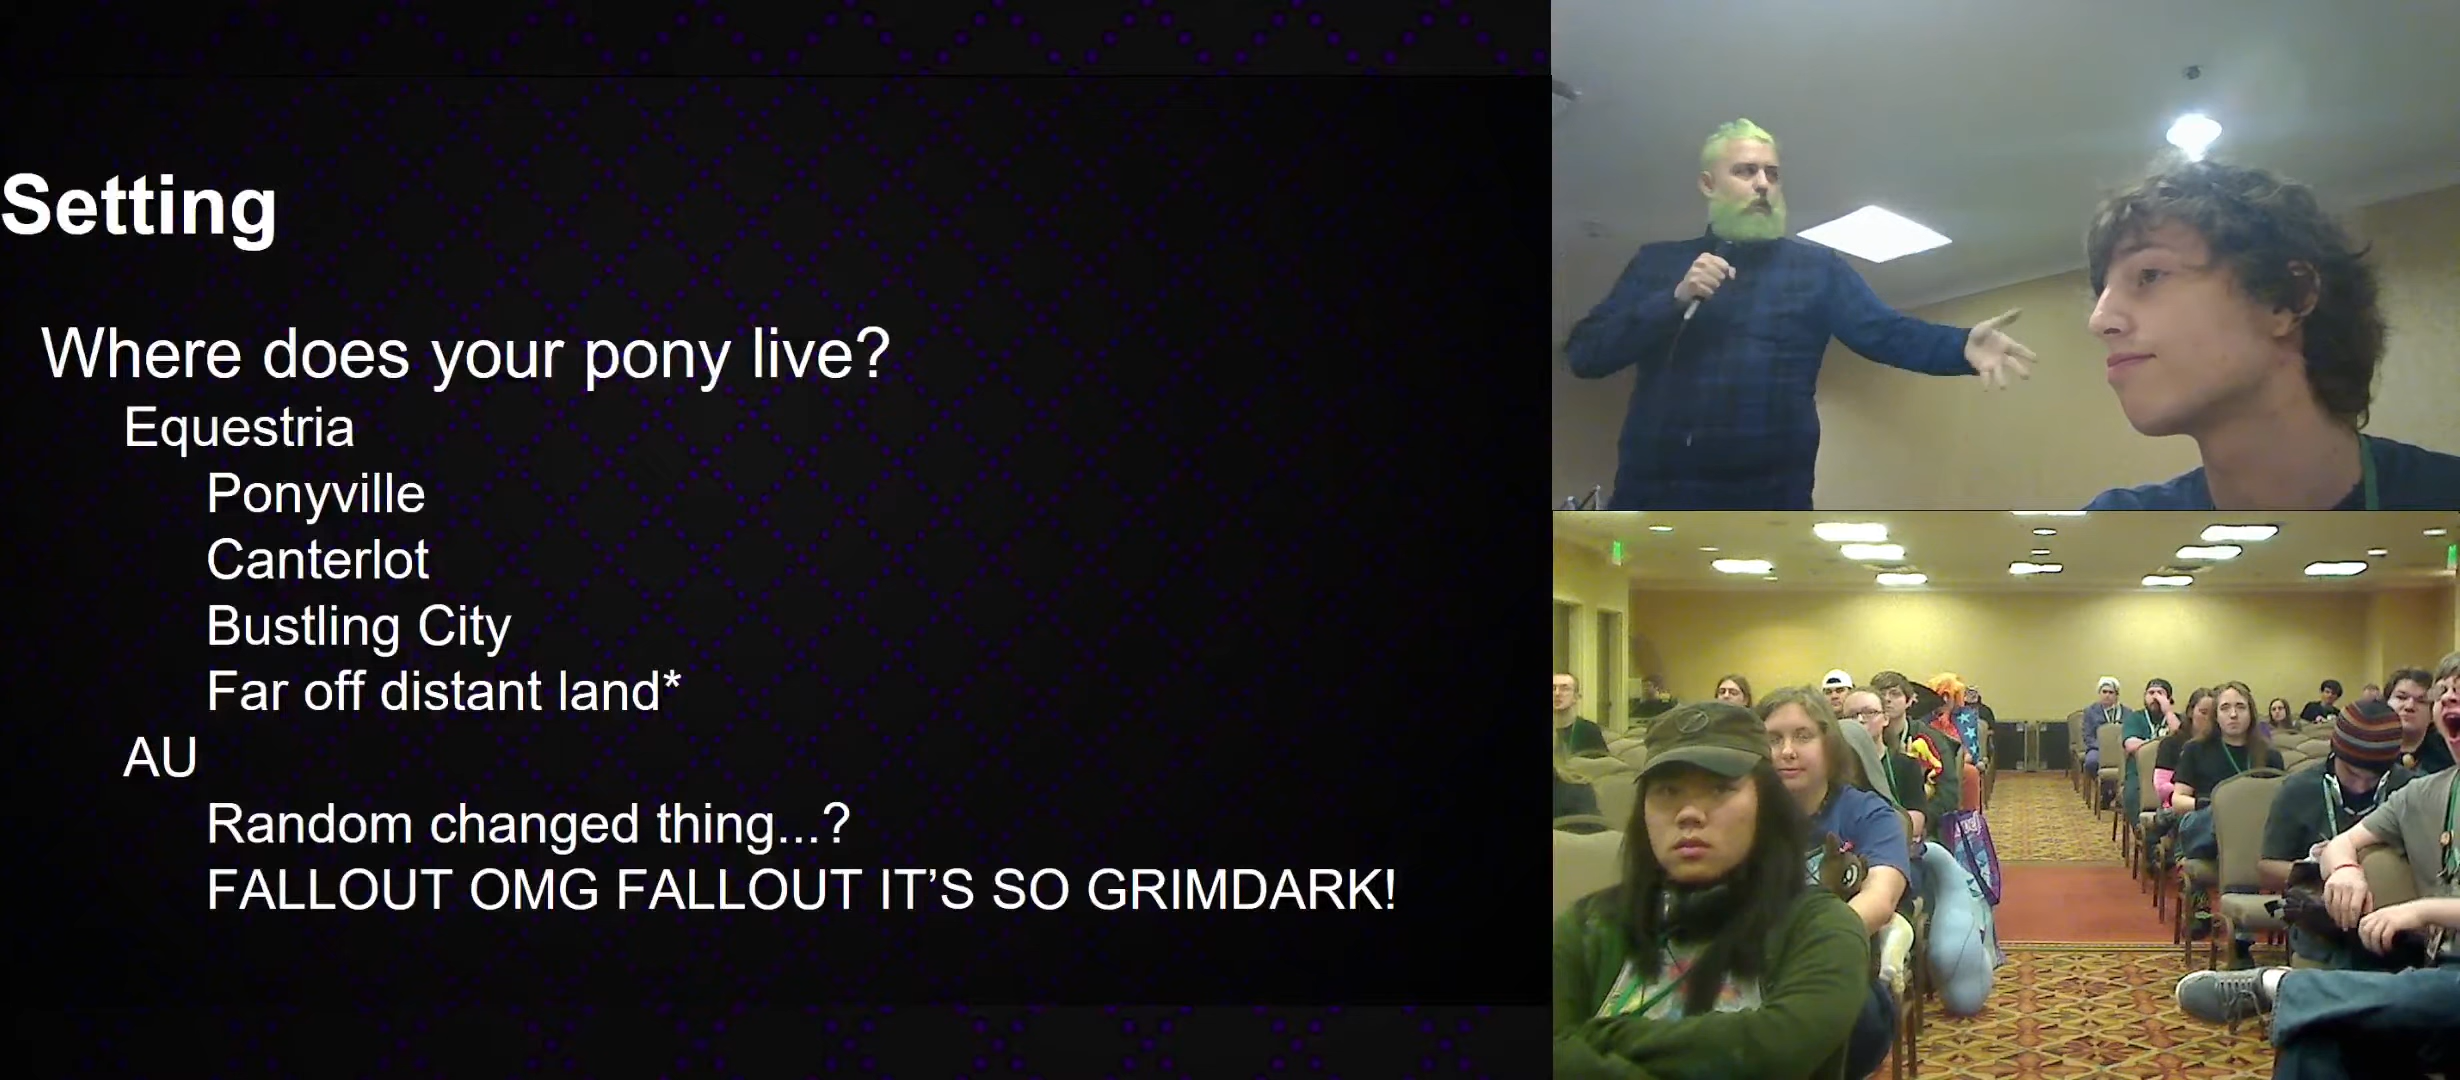 Setting
Where does your pony live?
Equestria
Ponyville
Canterlot
Bustling City
Far off distant land*
AU
Random changed thing...?
FALLOUT OMG FALLOUT IT’S SO GRIMDARK!